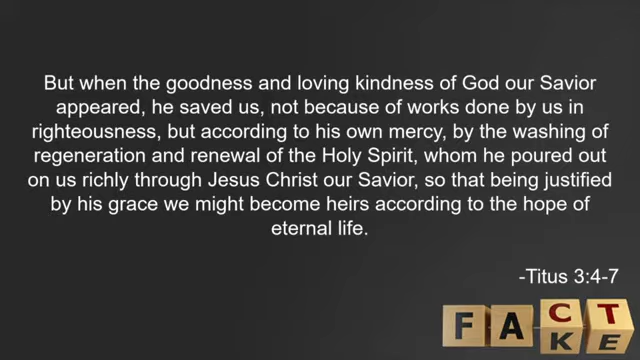 But when the goodness and loving kindness of God our Savior
appeared, he saved us, not because of works done by us in
righteousness, but according to his own mercy, by the washing of
regeneration and renewal of the Holy Spirit, whom he poured out
on us richly through Jesus Christ our Savior, so that being justified
by his grace we might become heirs according to the hope of
eternal life.
-Titus 3:4-7
FACT
KE